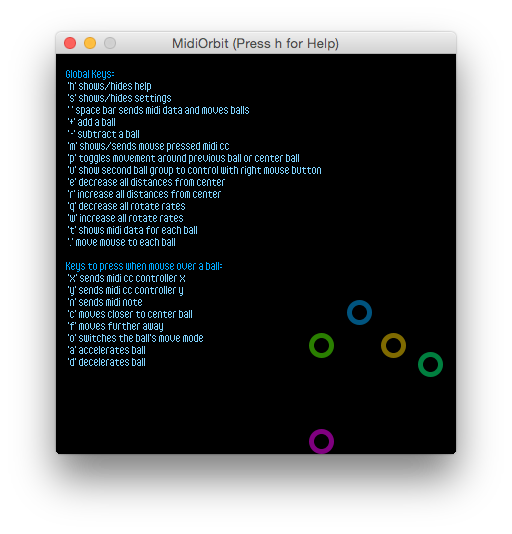 MidiOrbit (Press h for Help)
Global Keys:
'h' shows/hides help
's' shows/hides settings
' ' space bar sends midi data and moves balls
'+' add a ball
'-' subtract a ball
'm' shows/sends mouse pressed midi cc
'p' toggles movement around previous ball or center ball
'u' show second ball group to control with right mouse button
'e' decrease all distances from center
'r' increase all distances from center
'q' decrease all rotate rates
'w' increase all rotate rates
't' shows midi data for each ball
'.' move mouse to each ball
Keys to press when mouse over a ball:
'x' sends midi cc controller x
'y' sends midi cc controller y
'n' sends midi note
'c' moves closer to center ball
'f' moves further away
'o' switches the ball's move mode
'a' accelerates ball
'd' decelerates ball